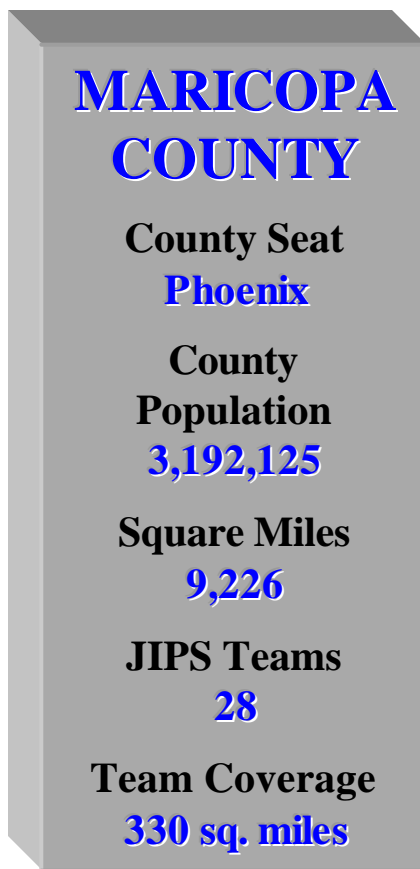 MARICOPA
COUNTY
County Seat
Phoenix
County
Population
3,192,125
Square Miles
9,226
JIPS Teams
28
Team Coverage
330 sq. miles